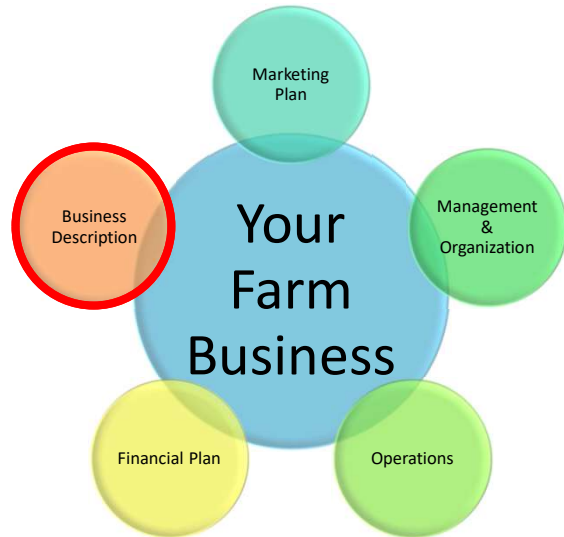 Marketing
Plan
Business
Description
Your
Farm
Business
Management
&
Organization
Financial Plan
Operations